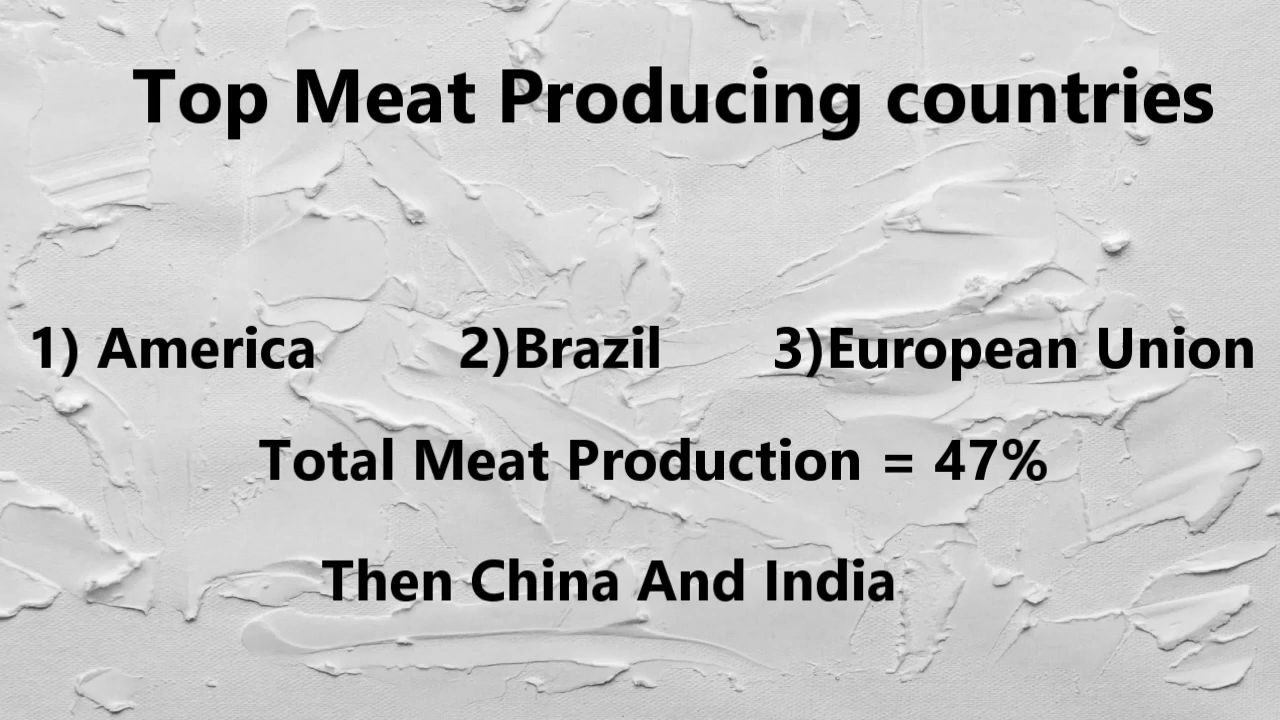 Top Meat Producing countries
1) America 2)Brazil 3)European Union
Total Meat Production = 47%
Then China And India